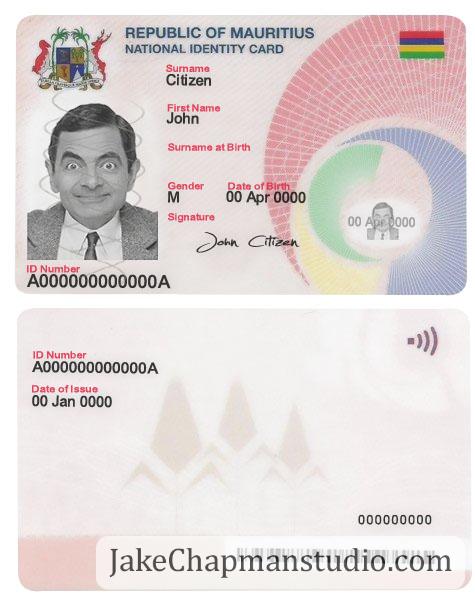 REPUBLIC OF MAURITIUS
NATIONAL IDENTITY CARD
Surname
Citizen
First Name
John
Surname at Birth
Gender Date of Birth
M 00 Apr 0000
00 Apr 0000
Signature
John Citizen
ID Number
A000000000000A
ID Number
A000000000000A
Date of Issue
00 Jan 0000
000000000
JakeChapmanstudio.com